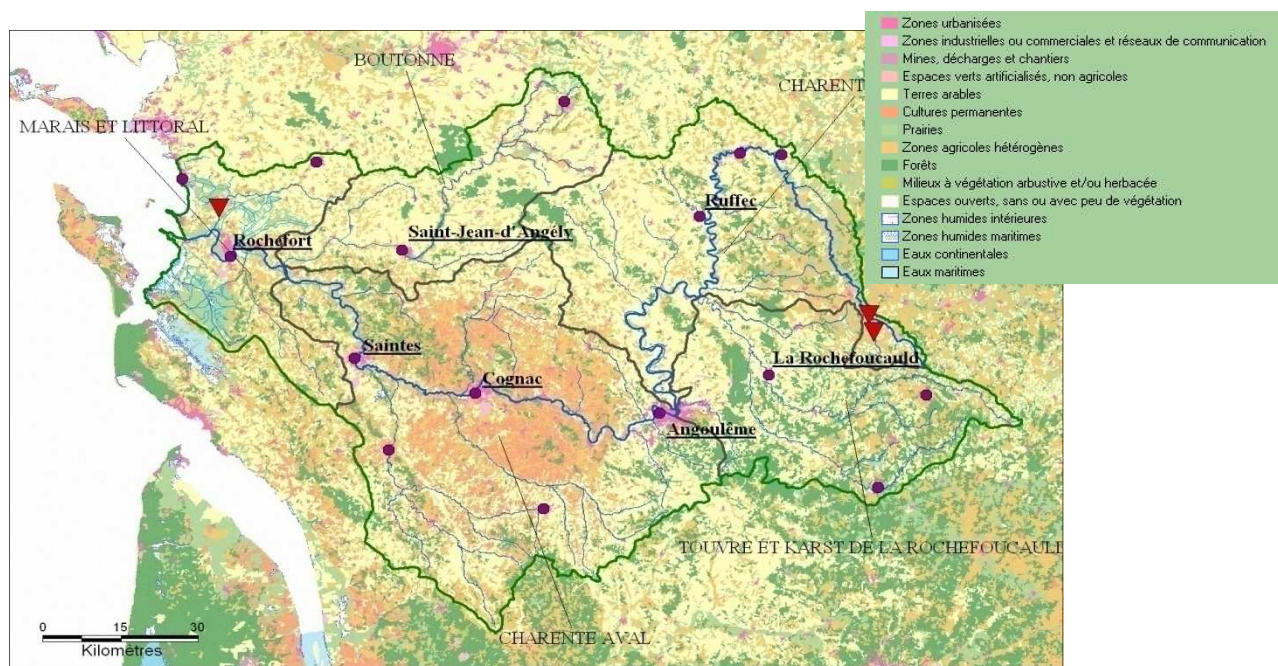 Zones urbanisées
Zones industrielles ou commerciales et réseaux de communication
Mines, décharges et chantiers
Espaces verts artificialisés, non agricoles
Terres arables
Cultures permanentes
Prairies
Zones agricoles hétérogènes
Forêts
Milieux à végétation arbustive et/ou herbacée
Espaces ouverts, sans ou avec peu de végétation
Zones humides intérieures
Zones humides maritimes
Eaux continentales
Eaux maritimes
BOUTONNE
CHARENT
MARAIS ET LITTORAL
Ruffec
Saint-Jean-d'Angély
Rochefort
Saintes
La Rochefoucauld
Cognac
Angoulême
TOUVRE ET KARST DE LA ROCHEFOUCAULD
CHARENTE AVAL
0 15 30
Kilomètres